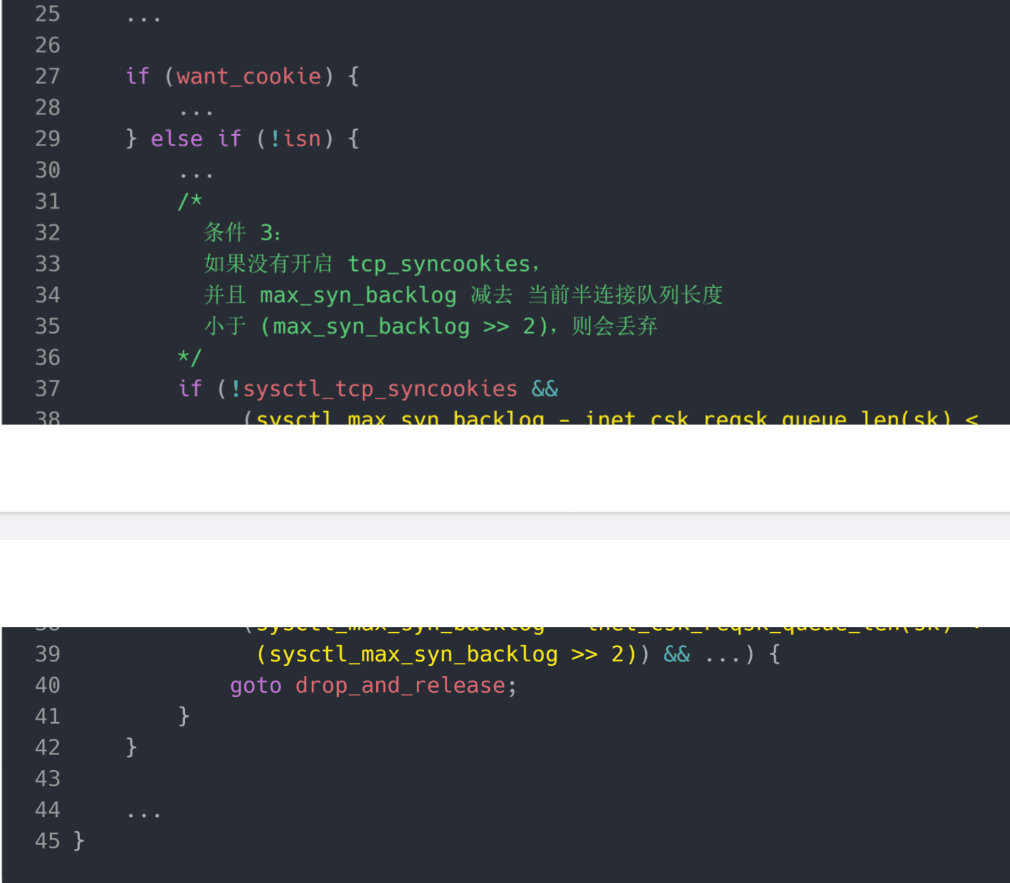 25 ...
26
27 if (want_cookie) {
28 ...
29 } else if (!isn) {
30 ...
31 /*
32 条件 3:
33 如果没有开启 tcp_syncookies，
34 并且 max_syn_backlog 减去 当前半连接队列长度
35 小于 (max_syn_backlog >> 2)，则会丢弃
36 */
37 if (!sysctl_tcp_syncookies &&
38 (sysctl_max_syn_backlog - inet_csk_reqsk_queue_len(sk) <
38 (sysctl_max_syn_backlog - inet_csk_reqsk_queue_len(sk) <
39 (sysctl_max_syn_backlog >> 2)) && ...) {
40 goto drop_and_release;
41 }
42 }
43
44 ...
45 }